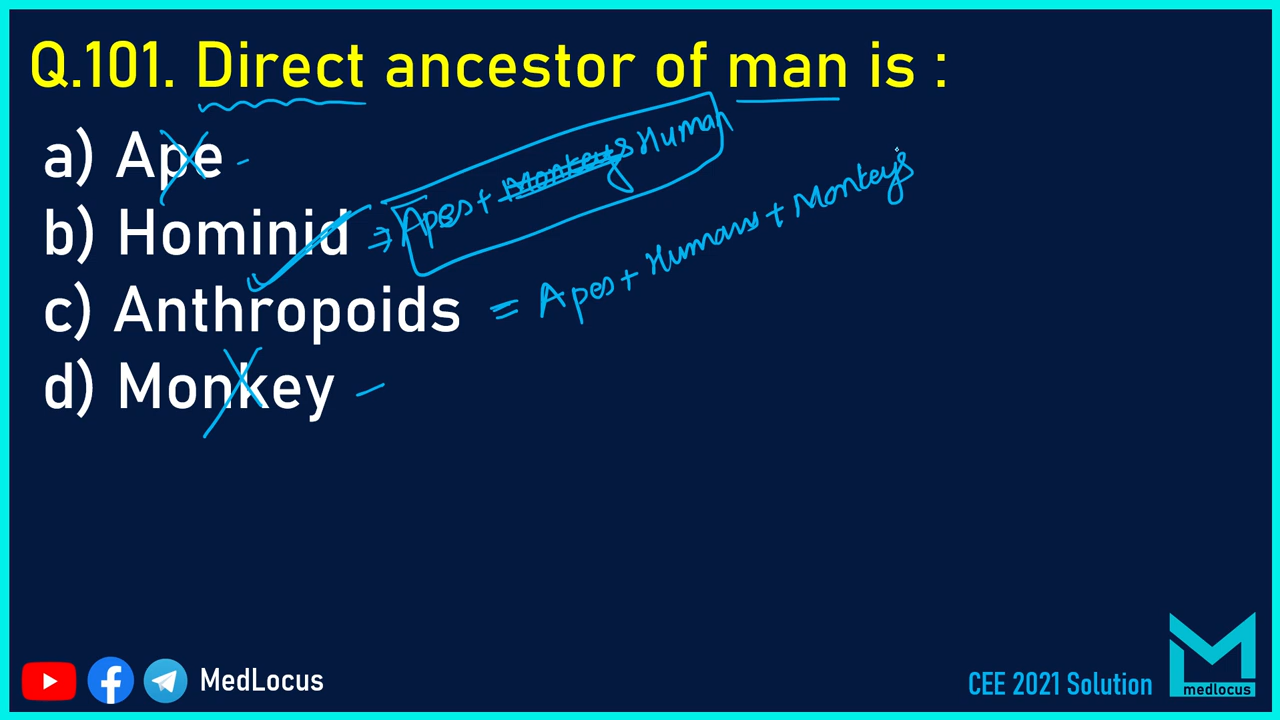 Q.101. Direct ancestor of man is :
a) Ape
b) Hominid ⇒ Apes + Monkeys Human
c) Anthropoids = Apes + Humans + Monkeys
d) Monkey
MedLocus
CEE 2021 Solution
medlocus